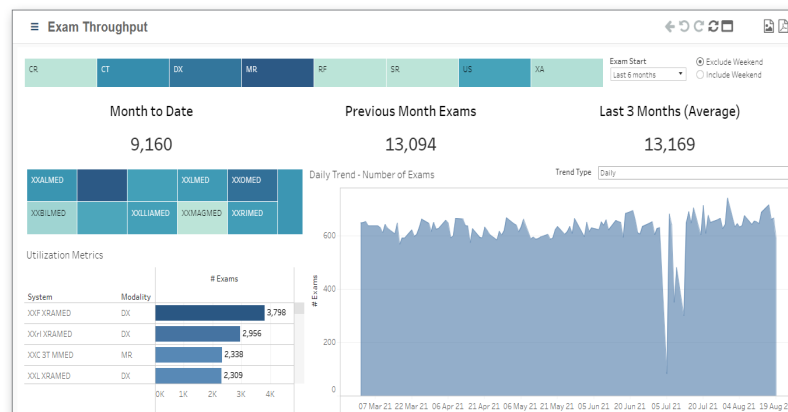 Exam Throughput
CR CT DX MR RF SR US XA
Exam Start
Last 6 months
Exclude Weekend
Include Weekend
Month to Date Previous Month Exams Last 3 Months (Average)
9,160 13,094 13,169
XXALMED XXLMED XXOMED
XXBILMED XXLLIAMED XXMAGMED XXRIMED
Daily Trend - Number of Exams
Trend Type Daily
Utilization Metrics
# Exams
System Modality
XXF XRAMED DX 3,798
XXrl XRAMED DX 2,956
XXC 3T MMED MR 2,338
XXL XRAMED DX 2,309
0K 1K 2K 3K 4K
# Exams
600
400
200
0
07 Mar 21 22 Mar 21 06 Apr 21 21 Apr 21 06 May 21 21 May 21 05 Jun 21 20 Jun 21 05 Jul 21 20 Jul 21 04 Aug 21 19 Aug 2